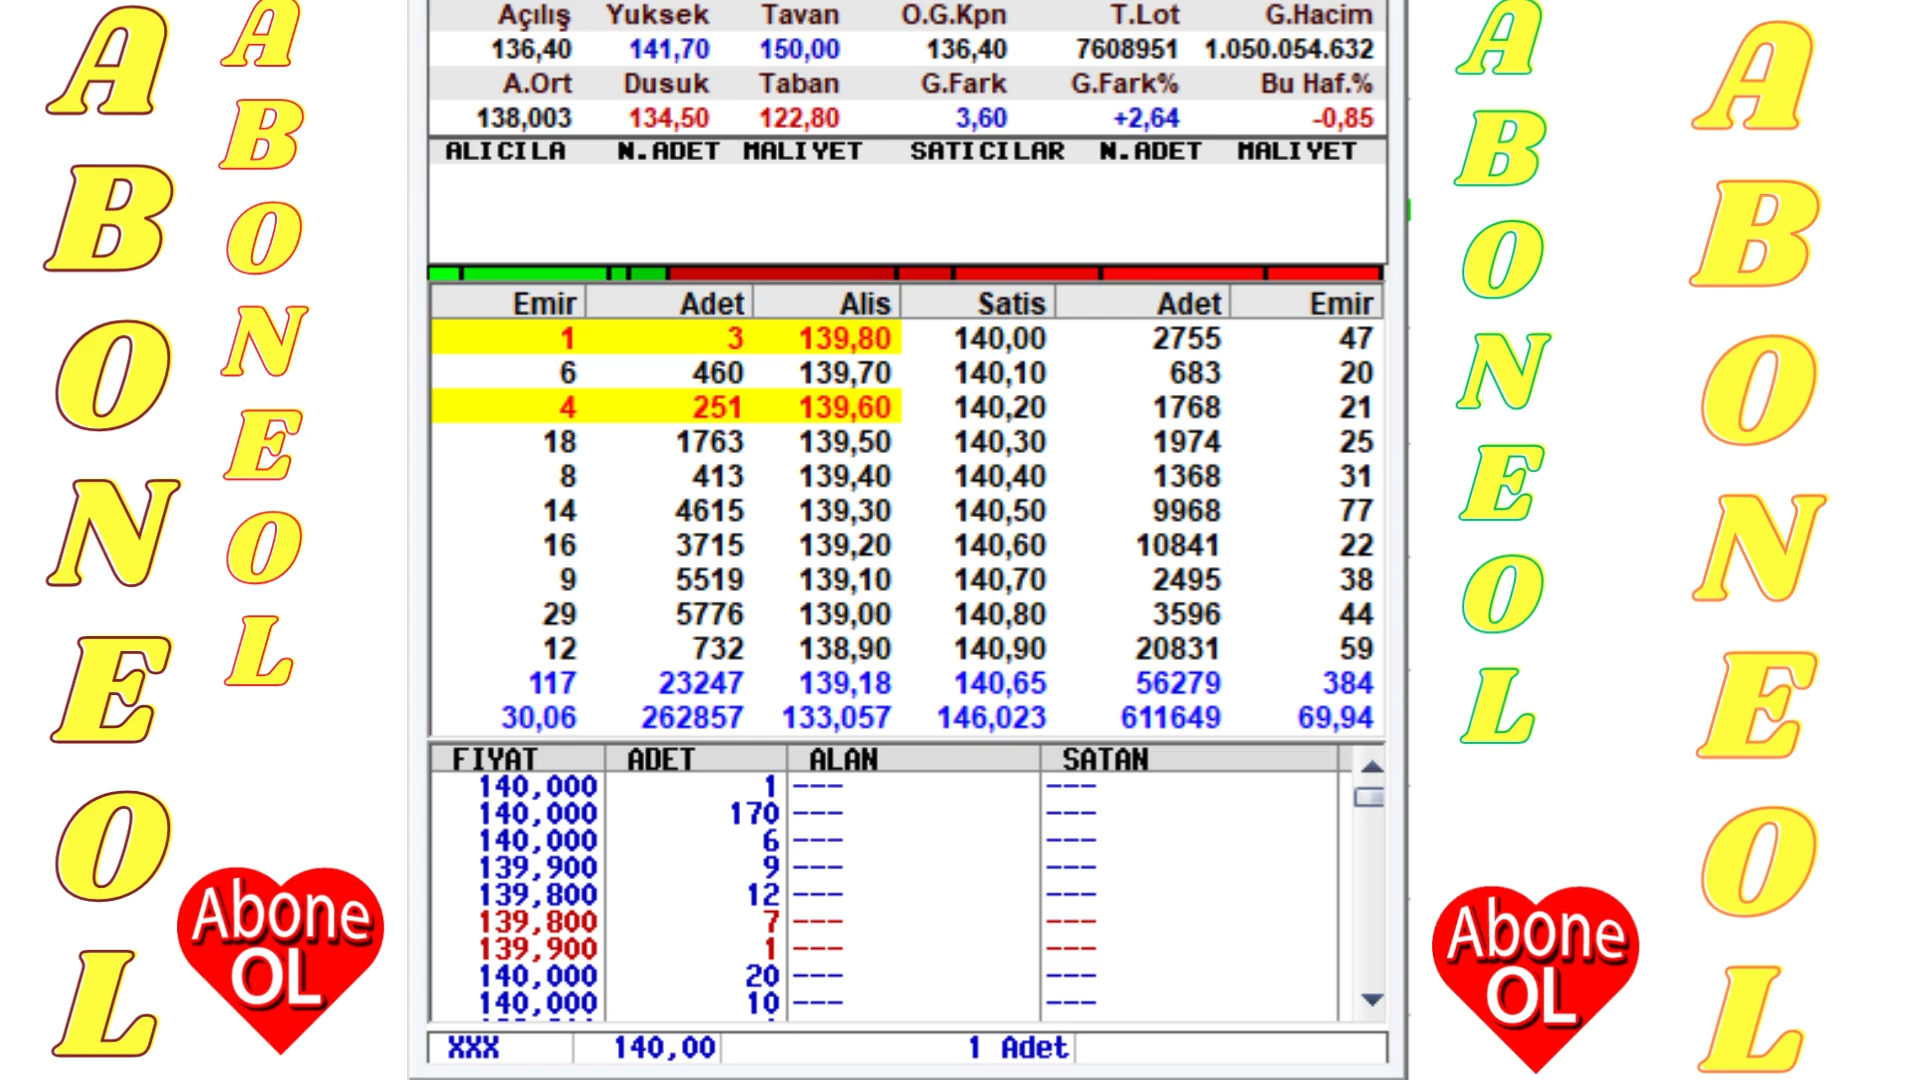 A
B
O
N
E
O
L
A
B
O
N
E
O
L
Abone
OL
Açılış Yuksek Tavan O.G.Kpn T.Lot G.Hacim
136,40 141,70 150,00 136,40 7608951 1.050.054.632
A.Ort Dusuk Taban G.Fark G.Fark% Bu Haf.%
138,003 134,50 122,80 3,60 +2,64 -0,85
ALICILA N.ADET MALIYET SATICILAR N.ADET MALIYET
Emir Adet Alis Satis Adet Emir
1 3 139,80 140,00 2755 47
6 460 139,70 140,10 683 20
4 251 139,60 140,20 1768 21
18 1763 139,50 140,30 1974 25
8 413 139,40 140,40 1368 31
14 4615 139,30 140,50 9968 77
16 3715 139,20 140,60 10841 22
9 5519 139,10 140,70 2495 38
29 5776 139,00 140,80 3596 44
12 732 138,90 140,90 20831 59
117 23247 139,18 140,65 56279 384
30,06 262857 133,057 146,023 611649 69,94
FIYAT ADET ALAN SATAN
140,000 1 --- ---
140,000 170 --- ---
140,000 6 --- ---
139,900 9 --- ---
139,800 12 --- ---
139,800 7 --- ---
139,900 1 --- ---
140,000 20 --- ---
140,000 10 --- ---
XXX 140,00 1 Adet
A
B
O
N
E
O
L
Abone
OL
A
B
O
N
E
O
L